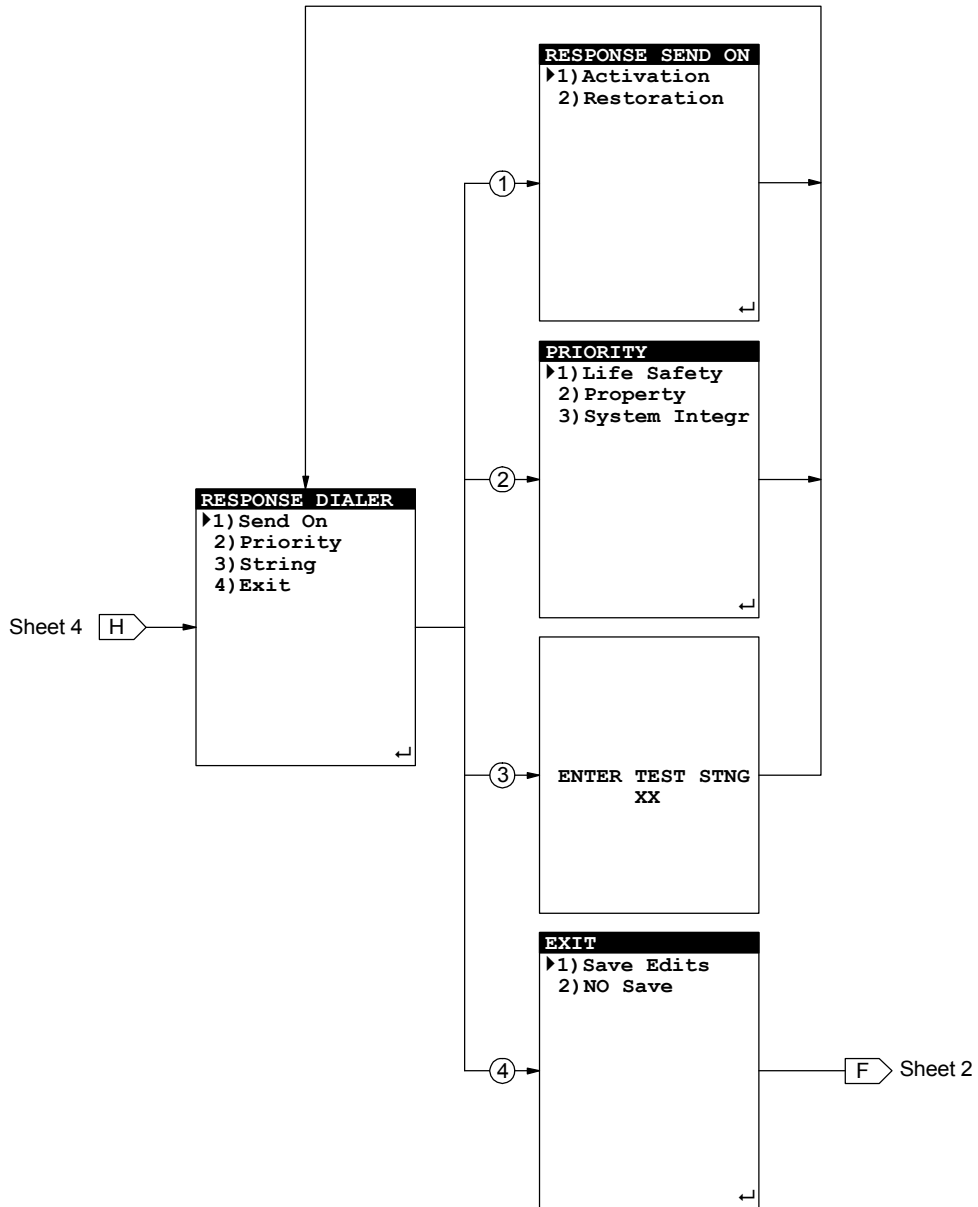 RESPONSE SEND ON
1)Activation
2)Restoration
1
PRIORITY
1)Life Safety
2)Property
3)System Integr
2
RESPONSE DIALER
1)Send On
2)Priority
3)String
4)Exit
Sheet 4 H
3
ENTER TEST STNG
XX
EXIT
1)Save Edits
2)NO Save
4
F Sheet 2